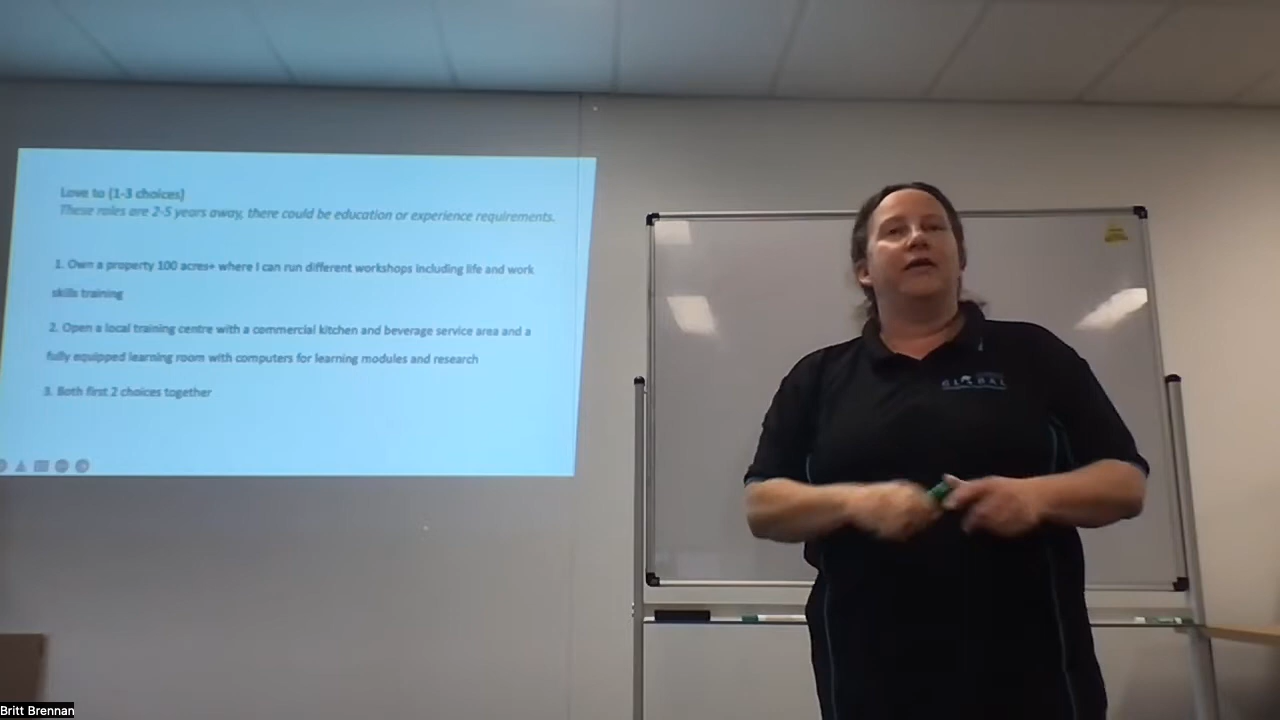 Love to (1-3 choices)
These roles are 2-5 years away, there could be education or experience requirements.
1. Own a property 100 acres+ where I can run different workshops including life and work
skills training
2. Open a local training centre with a commercial kitchen and beverage service area and a
fully equipped learning room with computers for learning modules and research
3. Both first 2 choices together
GLOBAL
Britt Brennan